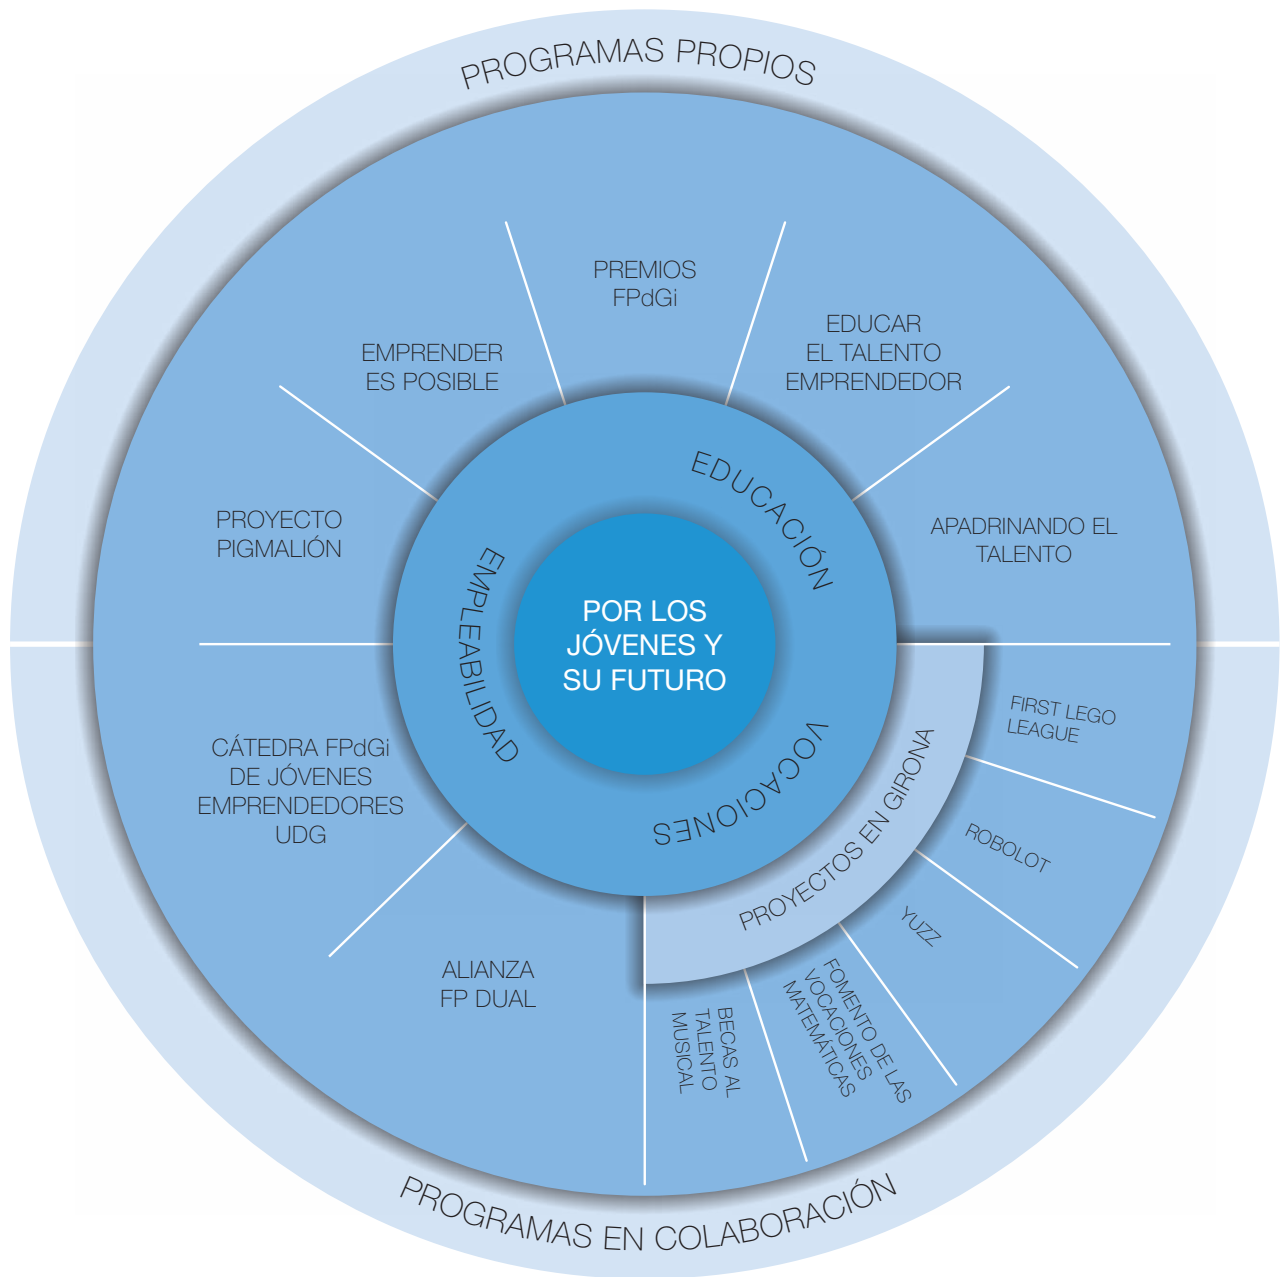 PROGRAMAS PROPIOS
PREMIOS
FPdGi
EDUCAR
EL TALENTO
EMPRENDEDOR
EMPRENDER
ES POSIBLE
PROYECTO
PIGMALIÓN
APADRINANDO EL
TALENTO
EDUCACIÓN
EMPLEABILIDAD
VOCACIONES
POR LOS
JÓVENES Y
SU FUTURO
PROYECTOS EN GIRONA
FIRST LEGO
LEAGUE
ROBOLOT
YUZZ
FOMENTO DE LAS
VOCACIONES
MATEMÁTICAS
BECAS AL
TALENTO
MUSICAL
CÁTEDRA FPdGi
DE JÓVENES
EMPRENDEDORES
UDG
ALIANZA
FP DUAL
PROGRAMAS EN COLABORACIÓN